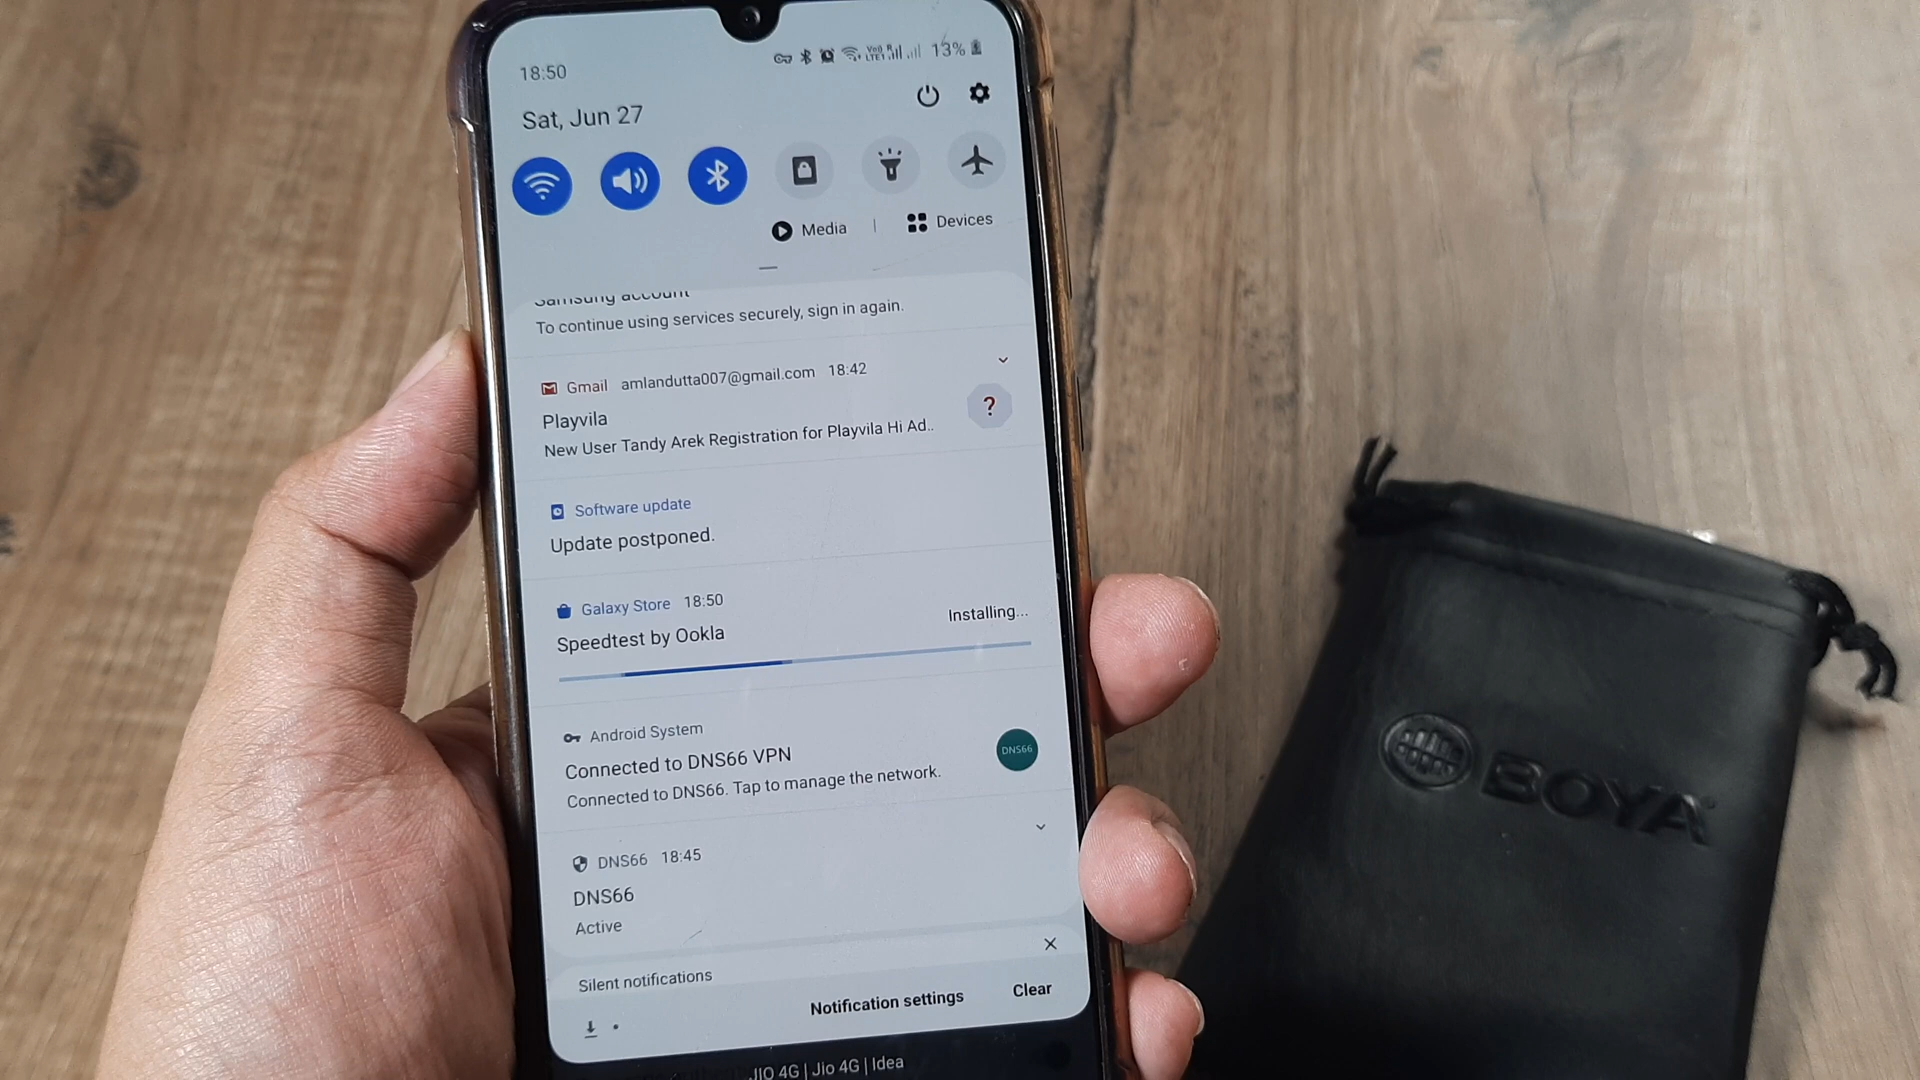 18:50
VoD R
LTE1
13%
Sat, Jun 27
Media | Devices
Samsung account
To continue using services securely, sign in again.
Gmail amlandutta007@gmail.com 18:42
Playvila
New User Tandy Arek Registration for Playvila Hi Ad..
?
Software update
Update postponed.
Galaxy Store 18:50
Speedtest by Ookla
Installing...
Android System
Connected to DNS66 VPN
Connected to DNS66. Tap to manage the network.
DNS66
DNS66 18:45
DNS66
Active
Silent notifications
Notification settings
Clear
JIO 4G | Jio 4G | Idea
BOYA